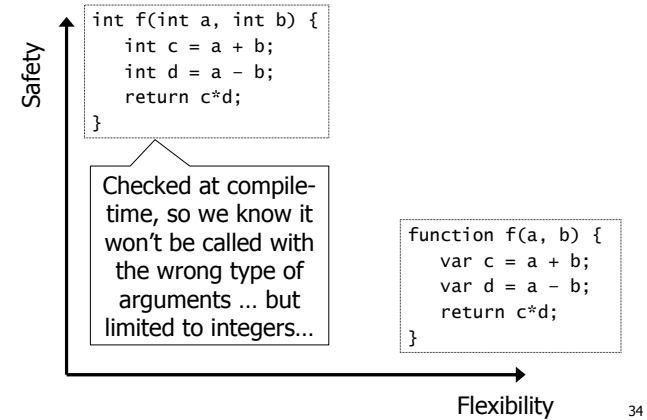 Safety
int f(int a, int b) {
   int c = a + b;
   int d = a – b;
   return c*d;
}
Checked at compile-
time, so we know it
won’t be called with
the wrong type of
arguments … but
limited to integers…
function f(a, b) {
   var c = a + b;
   var d = a – b;
   return c*d;
}
Flexibility
34